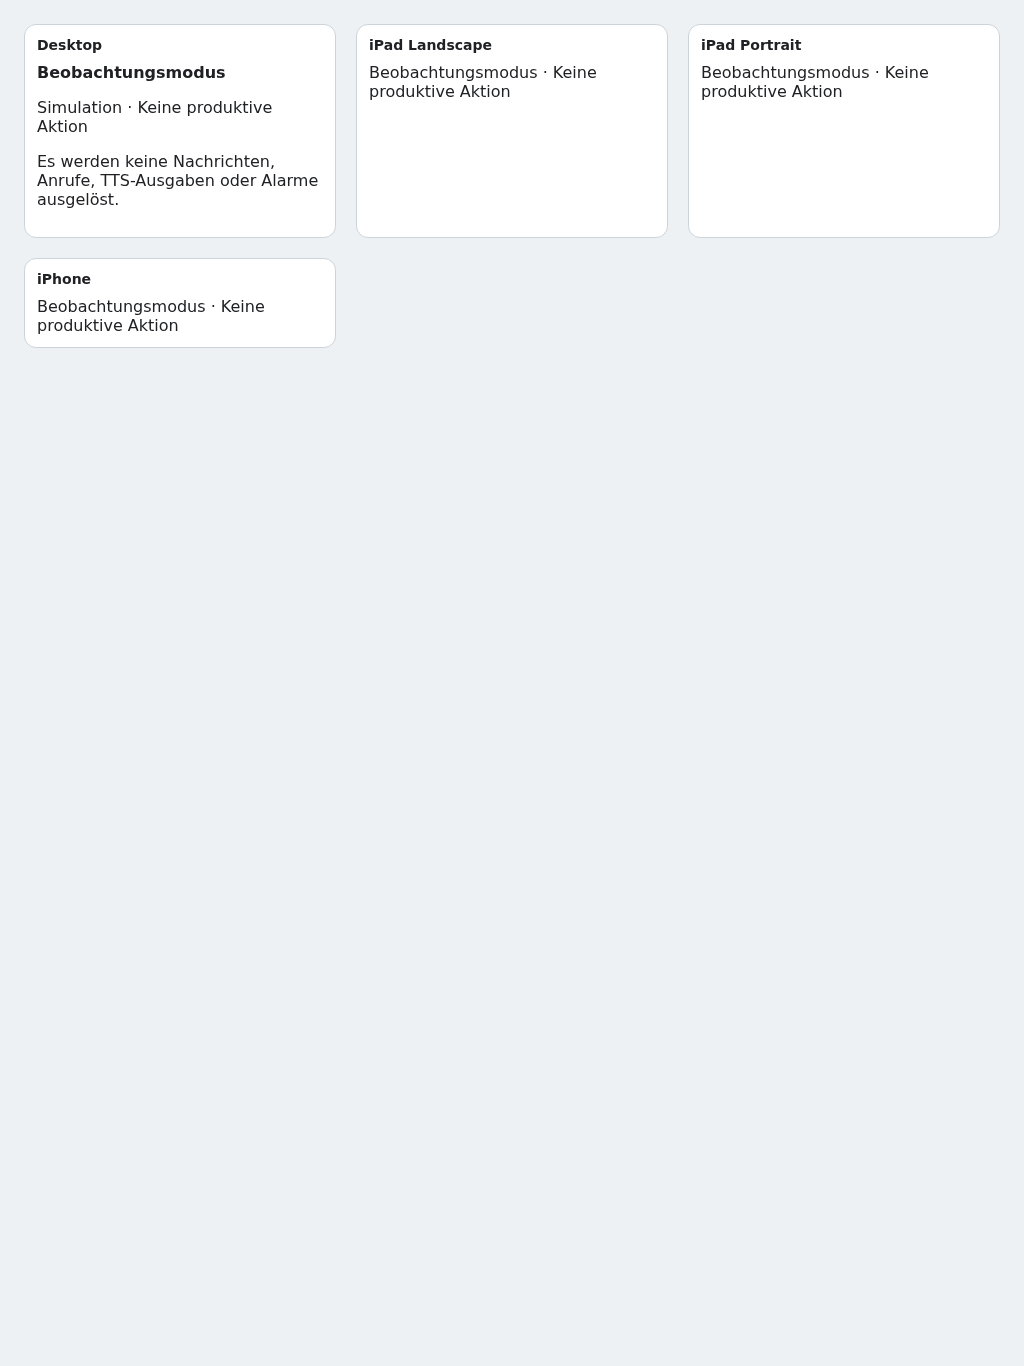 Desktop
Beobachtungsmodus
Simulation · Keine produktive
Aktion
Es werden keine Nachrichten,
Anrufe, TTS-Ausgaben oder Alarme
ausgelöst.
iPad Landscape
Beobachtungsmodus · Keine
produktive Aktion
iPad Portrait
Beobachtungsmodus · Keine
produktive Aktion
iPhone
Beobachtungsmodus · Keine
produktive Aktion